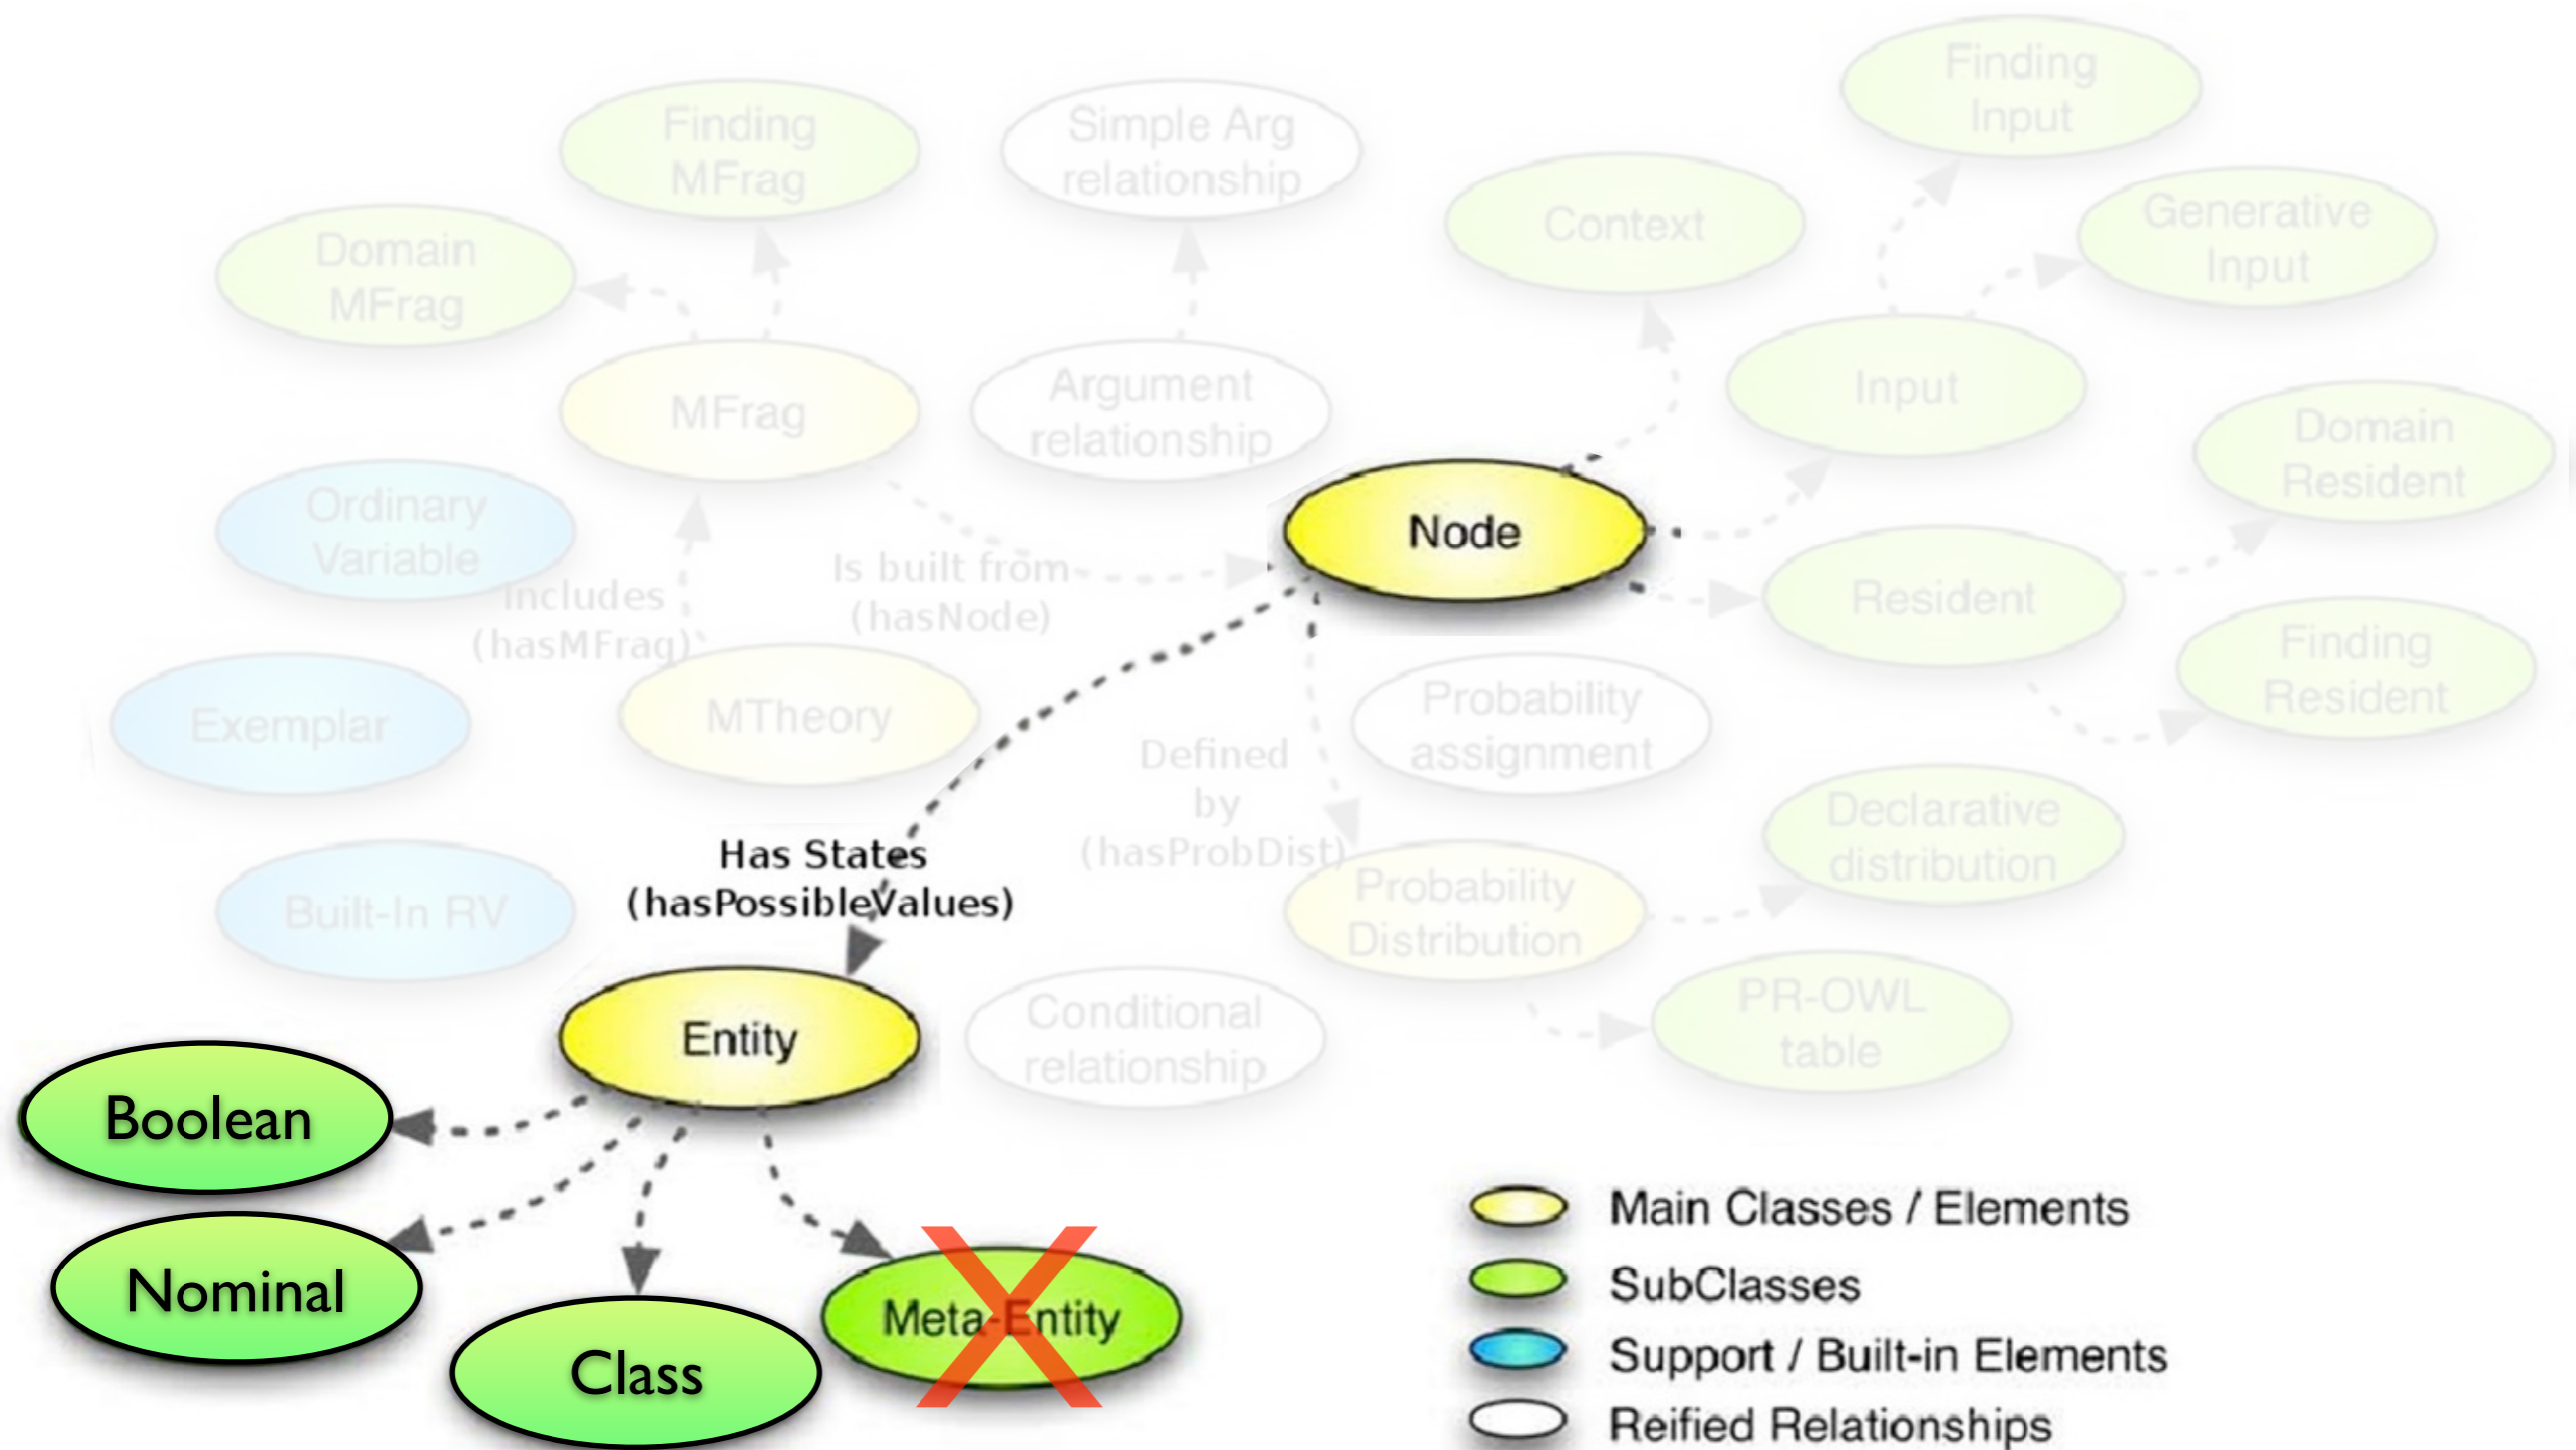 Finding
MFrag
Simple Arg
relationship
Finding
Input
Domain
MFrag
Context
Generative
Input
MFrag
Argument
relationship
Input
Domain
Resident
Ordinary
Variable
Node
Includes
(hasMFrag)
Is built from
(hasNode)
Resident
Finding
Resident
Exemplar
MTheory
Probability
assignment
Defined
by
(hasProbDist)
Declarative
distribution
Has States
(hasPossibleValues)
Built-In RV
Probability
Distribution
Entity
Conditional
relationship
PR-OWL
table
Boolean
Nominal
Class
Meta-Entity
X
Main Classes / Elements
SubClasses
Support / Built-in Elements
Reified Relationships